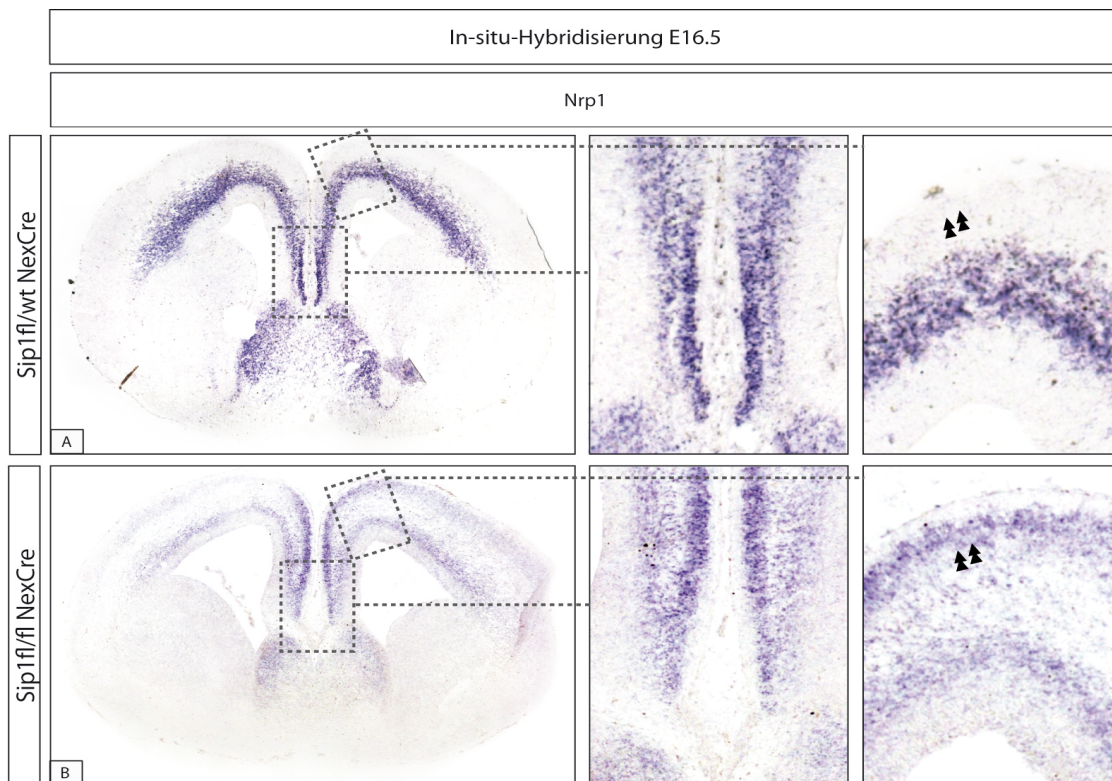 In-situ-Hybridisierung E16.5
Nrp1
Sip1fl/wt NexCre
A
Sip1fl/fl NexCre
B